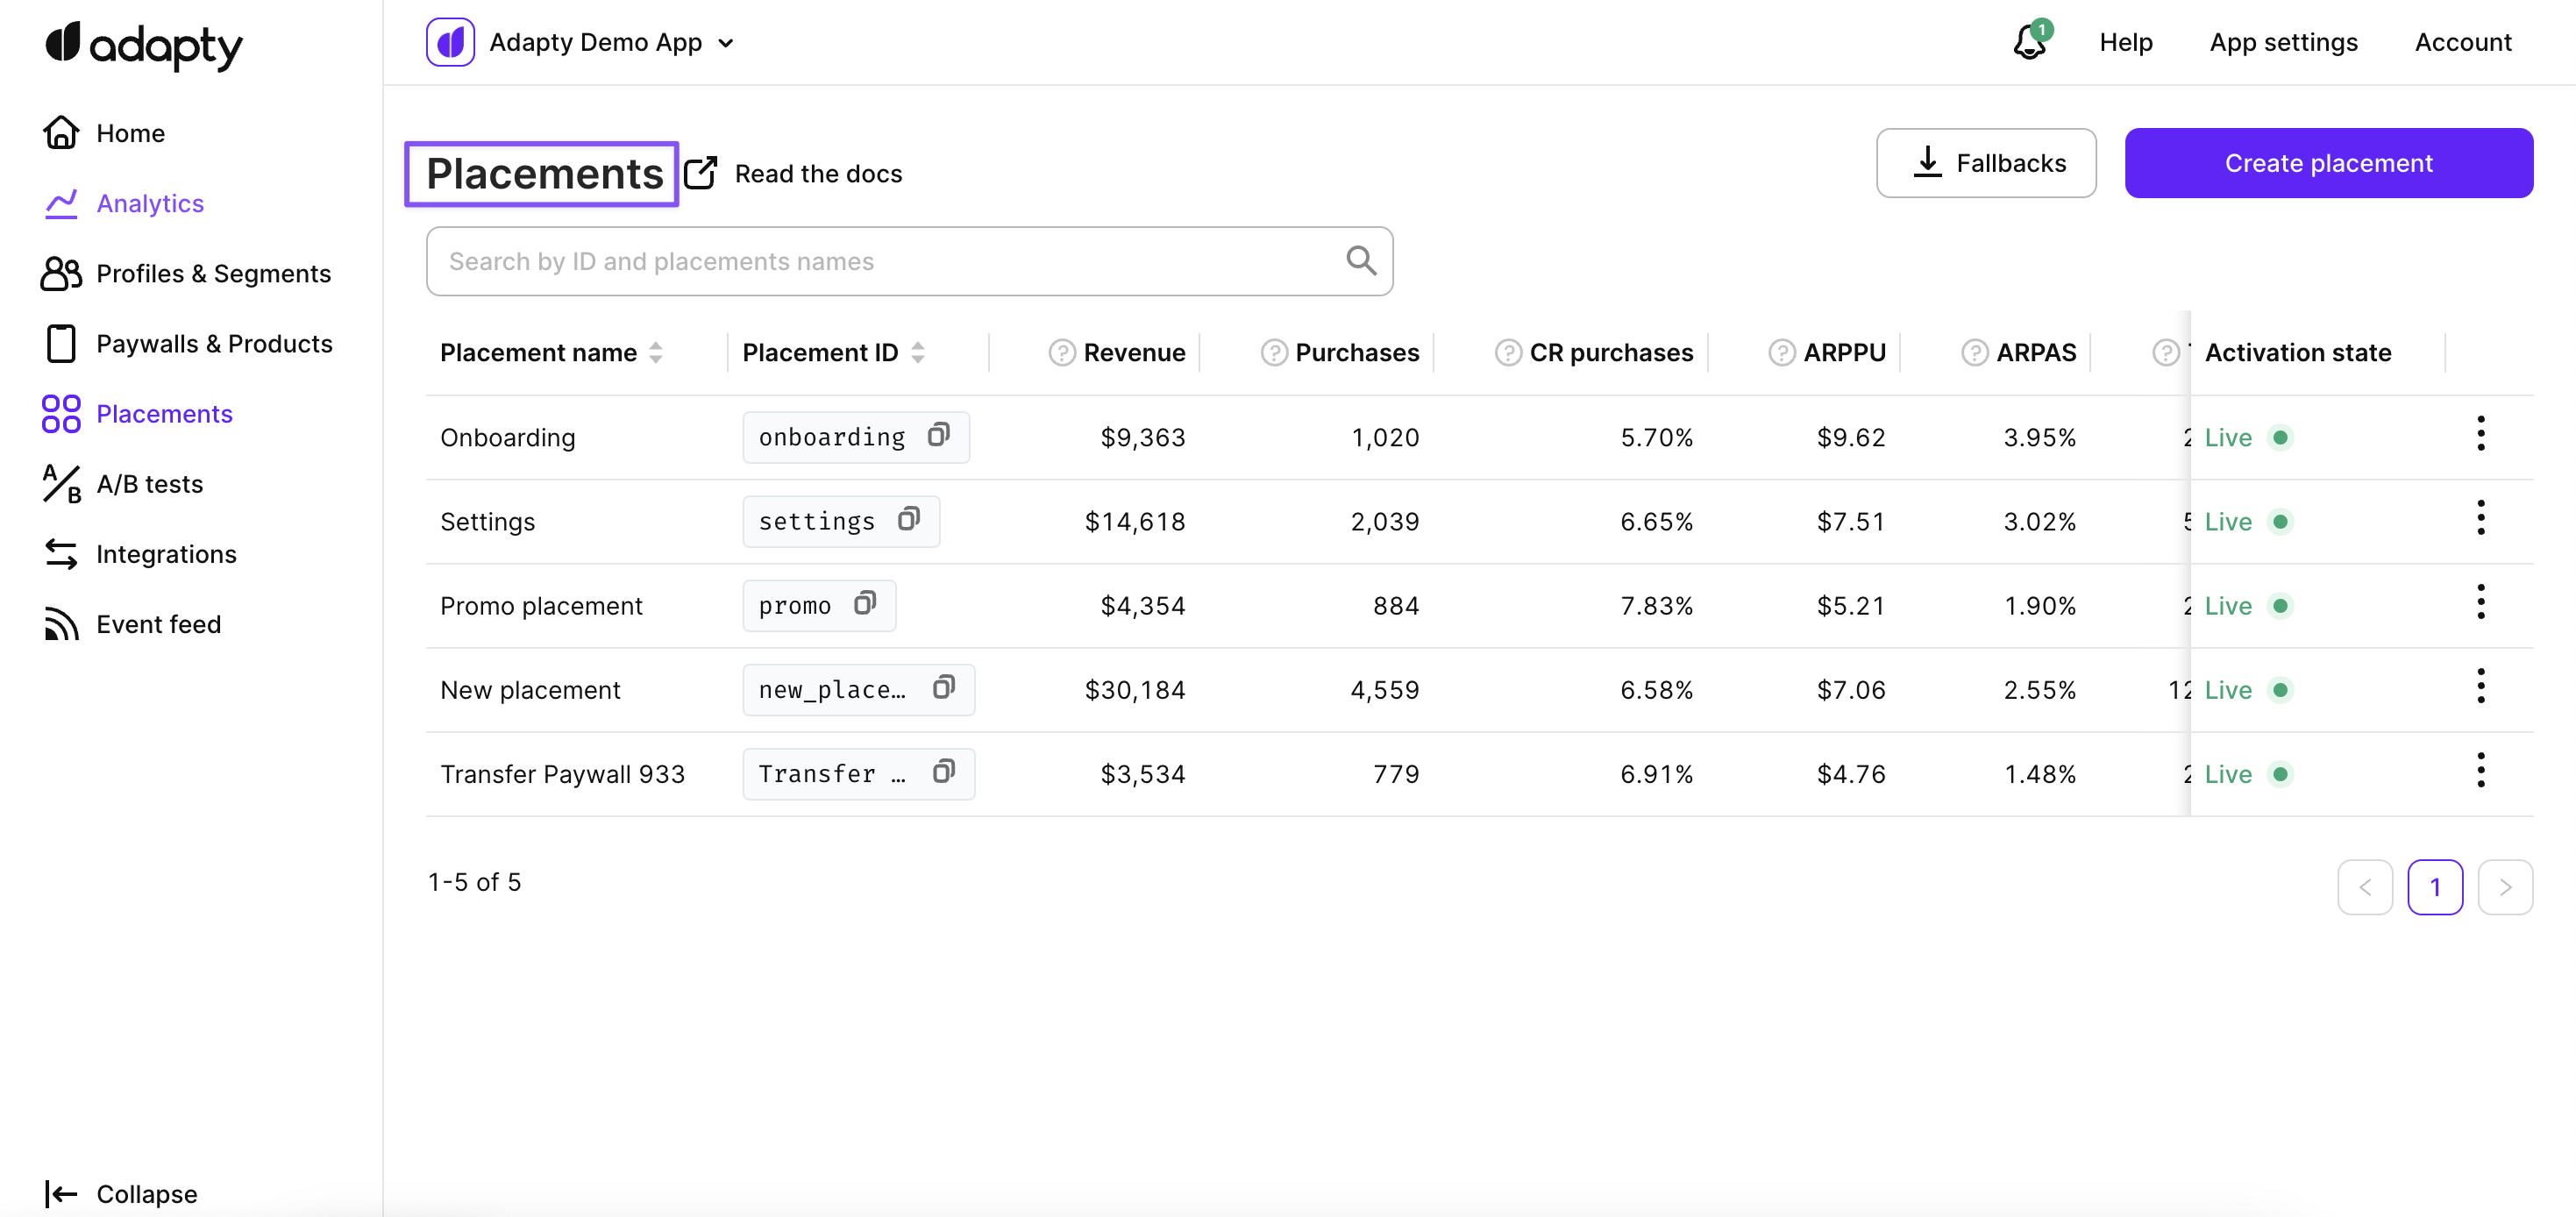 adapty
Adapty Demo App
1
Help
App settings
Account
Home
Analytics
Profiles & Segments
Paywalls & Products
Placements
A/B tests
Integrations
Event feed
Collapse
Placements
Read the docs
Fallbacks
Create placement
Search by ID and placements names
Placement name Placement ID ? Revenue ? Purchases ? CR purchases ? ARPPU ? ARPAS ? Activation state
Onboarding onboarding $9,363 1,020 5.70% $9.62 3.95% 2 Live
Settings settings $14,618 2,039 6.65% $7.51 3.02% 5 Live
Promo placement promo $4,354 884 7.83% $5.21 1.90% 2 Live
New placement new_place… $30,184 4,559 6.58% $7.06 2.55% 12 Live
Transfer Paywall 933 Transfer … $3,534 779 6.91% $4.76 1.48% 2 Live
1-5 of 5
< 1 >